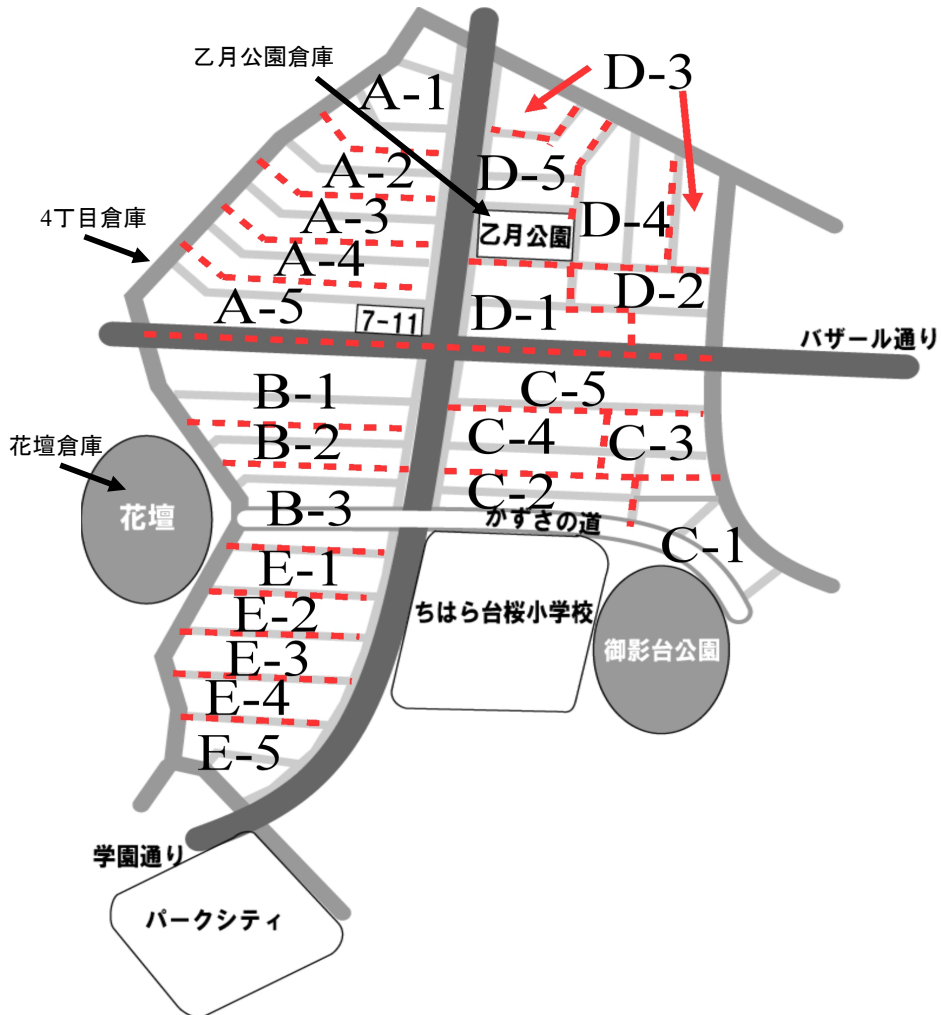 乙月公園倉庫
D-3
A-1
A-2
D-5
A-3
D-4
4丁目倉庫
乙月公園
A-4
D-2
A-5
7-11
D-1
バザール通り
B-1
C-5
花壇倉庫
B-2
C-4
C-3
花壇
B-3
C-2
かずさの道
C-1
E-1
E-2
ちはら台桜小学校
御影台公園
E-3
E-4
E-5
学園通り
パークシティ